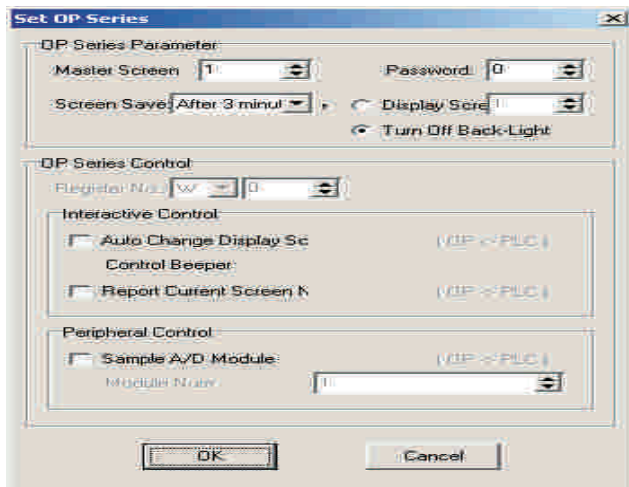 Set OP Series
OP Series Parameter
Master Screen 1 Password: 0
Screen Save: After 3 minut , Display Scre 1
Turn Off Back-Light
OP Series Control
Register No.: W 0
Interactive Control
Auto Change Display Sc (OP <- PLC)
Control Beeper
Report Current Screen N (OP -> PLC)
Peripheral Control
Sample A/D Module
Module Num 1
OK Cancel